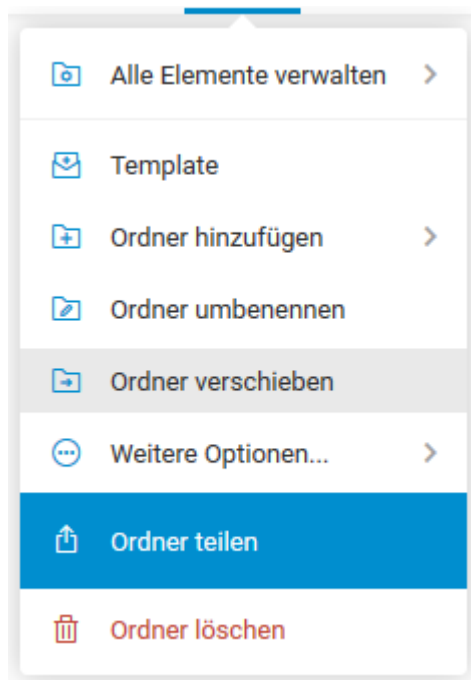 Alle Elemente verwalten
Template
Ordner hinzufügen
Ordner umbenennen
Ordner verschieben
Weitere Optionen...
Ordner teilen
Ordner löschen